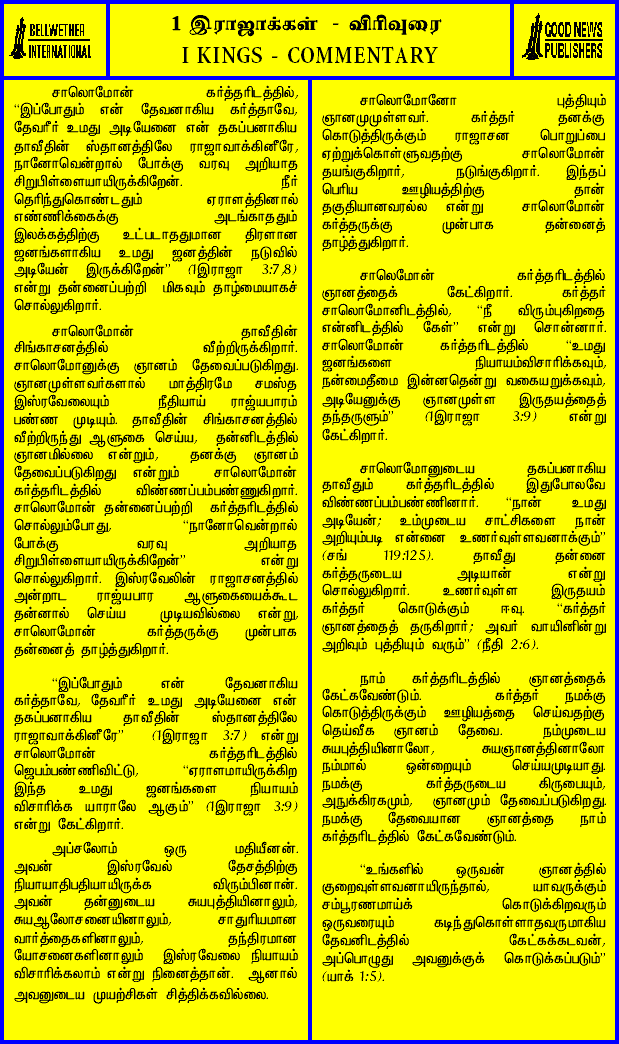 BELLWETHER
INTERNATIONAL
1 இராஜாக்கள் - விரிவுரை
I KINGS - COMMENTARY
GOOD NEWS
PUBLISHERS
சாலொமோன் கர்த்தரிடத்தில்,
“இப்போதும் என் தேவனாகிய கர்த்தாவே,
தேவரீர் உமது அடியேனை என் தகப்பனாகிய
தாவீதின் ஸ்தானத்திலே ராஜாவாக்கினீரே,
நானோவென்றால் போக்கு வரவு அறியாத
சிறுபிள்ளையாயிருக்கிறேன். நீர்
தெரிந்துகொண்டதும் ஏராளத்தினால்
எண்ணிக்கைக்கு அடங்காததும்
இலக்கத்திற்கு உட்படாததுமான திரளான
ஜனங்களாகிய உமது ஜனத்தின் நடுவில்
அடியேன் இருக்கிறேன்” (1இராஜா 3:7,8)
என்று தன்னைப்பற்றி மிகவும் தாழ்மையாகச்
சொல்லுகிறார்.
சாலொமோன் தாவீதின்
சிங்காசனத்தில் வீற்றிருக்கிறார்.
சாலொமோனுக்கு ஞானம் தேவைப்படுகிறது.
ஞானமுள்ளவர்களால் மாத்திரமே சமஸ்த
இஸ்ரவேலையும் நீதியாய் ராஜ்யபாரம்
பண்ண முடியும். தாவீதின் சிங்காசனத்தில்
வீற்றிருந்து ஆளுகை செய்ய, தன்னிடத்தில்
ஞானமில்லை என்றும், தனக்கு ஞானம்
தேவைப்படுகிறது என்றும் சாலொமோன்
கர்த்தரிடத்தில் விண்ணப்பம்பண்ணுகிறார்.
சாலொமோன் தன்னைப்பற்றி கர்த்தரிடத்தில்
சொல்லும்போது, “நானோவென்றால்
போக்கு வரவு அறியாத
சிறுபிள்ளையாயிருக்கிறேன்” என்று
சொல்லுகிறார். இஸ்ரவேலின் ராஜாசனத்தில்
அன்றாட ராஜ்யபார ஆளுகையைக்கூட
தன்னால் செய்ய முடியவில்லை என்று,
சாலொமோன் கர்த்தருக்கு முன்பாக
தன்னைத் தாழ்த்துகிறார்.
“இப்போதும் என் தேவனாகிய
கர்த்தாவே, தேவரீர் உமது அடியேனை என்
தகப்பனாகிய தாவீதின் ஸ்தானத்திலே
ராஜாவாக்கினீரே” (1இராஜா 3:7) என்று
சாலொமோன் கர்த்தரிடத்தில்
ஜெபம்பண்ணிவிட்டு, “ஏராளமாயிருக்கிற
இந்த உமது ஜனங்களை நியாயம்
விசாரிக்க யாராலே ஆகும்” (1இராஜா 3:9)
என்று கேட்கிறார்.
அப்சலோம் ஒரு மதியீனன்.
அவன் இஸ்ரவேல் தேசத்திற்கு
நியாயாதிபதியாயிருக்க விரும்பினான்.
அவன் தன்னுடைய சுயபுத்தியினாலும்,
சுயஆலோசனையினாலும், சாதுரியமான
வார்த்தைகளினாலும், தந்திரமான
யோசனைகளினாலும் இஸ்ரவேலை நியாயம்
விசாரிக்கலாம் என்று நினைத்தான். ஆனால்
அவனுடைய முயற்சிகள் சித்திக்கவில்லை.
சாலொமோனோ புத்தியும்
ஞானமுமுள்ளவர். கர்த்தர் தனக்கு
கொடுத்திருக்கும் ராஜாசன பொறுப்பை
ஏற்றுக்கொள்ளுவதற்கு சாலொமோன்
தயங்குகிறார், நடுங்குகிறார். இந்தப்
பெரிய ஊழியத்திற்கு தான்
தகுதியானவரல்ல என்று சாலொமோன்
கர்த்தருக்கு முன்பாக தன்னைத்
தாழ்த்துகிறார்.
சாலெமோன் கர்த்தரிடத்தில்
ஞானத்தைக் கேட்கிறார். கர்த்தர்
சாலொமோனிடத்தில், “நீ விரும்புகிறதை
என்னிடத்தில் கேள்” என்று சொன்னார்.
சாலொமோன் கர்த்தரிடத்தில் “உமது
ஜனங்களை நியாயம்விசாரிக்கவும்,
நன்மைதீமை இன்னதென்று வகையறுக்கவும்,
அடியேனுக்கு ஞானமுள்ள இருதயத்தைத்
தந்தருளும்” (1இராஜா 3:9) என்று
கேட்கிறார்.
சாலொமோனுடைய தகப்பனாகிய
தாவீதும் கர்த்தரிடத்தில் இதுபோலவே
விண்ணப்பம்பண்ணினார். “நான் உமது
அடியேன்; உம்முடைய சாட்சிகளை நான்
அறியும்படி என்னை உணர்வுள்ளவனாக்கும்”
(சங் 119:125). தாவீது தன்னை
கர்த்தருடைய அடியான் என்று
சொல்லுகிறார். உணர்வுள்ள இருதயம்
கர்த்தர் கொடுக்கும் ஈவு. “கர்த்தர்
ஞானத்தைத் தருகிறார்; அவர் வாயினின்று
அறிவும் புத்தியும் வரும்” (நீதி 2:6).
நாம் கர்த்தரிடத்தில் ஞானத்தைக்
கேட்கவேண்டும். கர்த்தர் நமக்கு
கொடுத்திருக்கும் ஊழியத்தை செய்வதற்கு
தெய்வீக ஞானம் தேவை. நம்முடைய
சுயபுத்தியினாலோ, சுயஞானத்தினாலோ
நம்மால் ஒன்றையும் செய்யமுடியாது.
நமக்கு கர்த்தருடைய கிருபையும்,
அநுக்கிரகமும், ஞானமும் தேவைப்படுகிறது.
நமக்கு தேவையான ஞானத்தை நாம்
கர்த்தரிடத்தில் கேட்கவேண்டும்.
“உங்களில் ஒருவன் ஞானத்தில்
குறைவுள்ளவனாயிருந்தால், யாவருக்கும்
சம்பூரணமாய்க் கொடுக்கிறவரும்
ஒருவரையும் கடிந்துகொள்ளாதவருமாகிய
தேவனிடத்தில் கேட்கக்கடவன்,
அப்பொழுது அவனுக்குக் கொடுக்கப்படும்”
(யாக் 1:5).